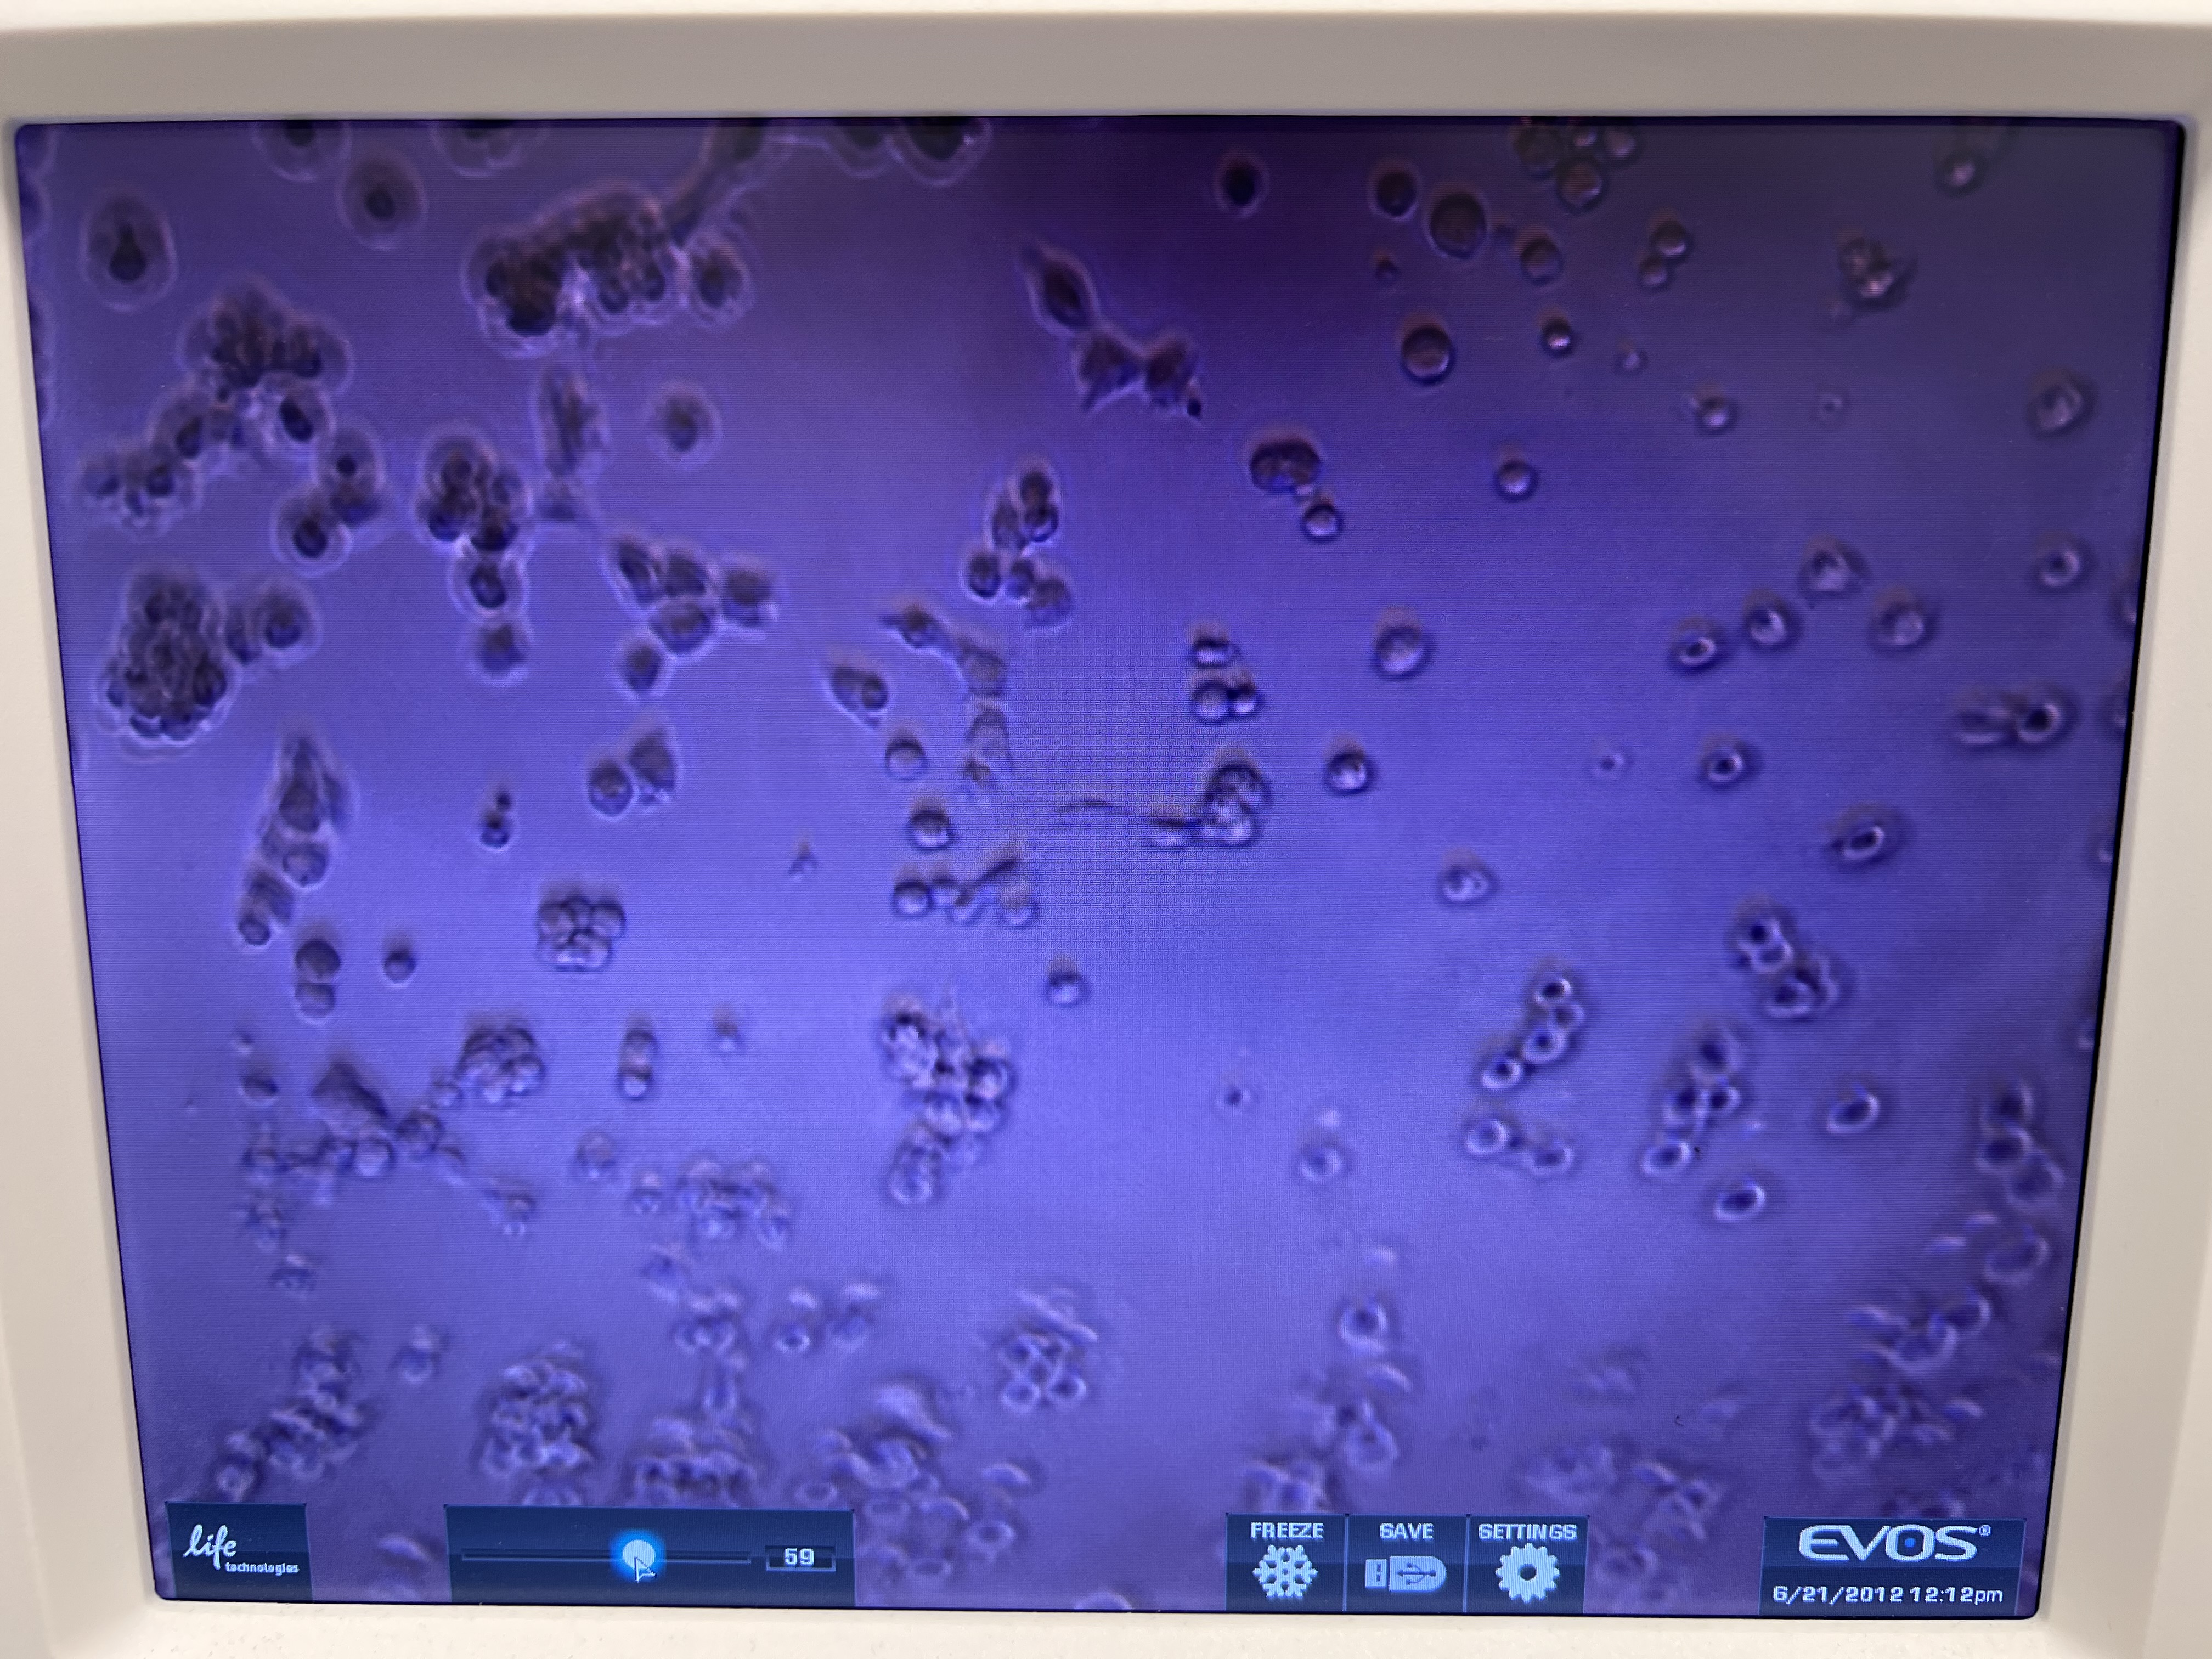 life
technologies
59
FREEZE
SAVE
SETTINGS
EVOS®
6/21/2012 12:12pm